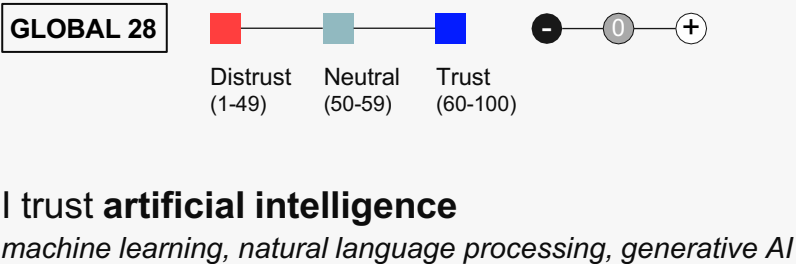 GLOBAL 28
- 0 +
Distrust Neutral Trust
(1-49) (50-59) (60-100)
I trust artificial intelligence
machine learning, natural language processing, generative AI